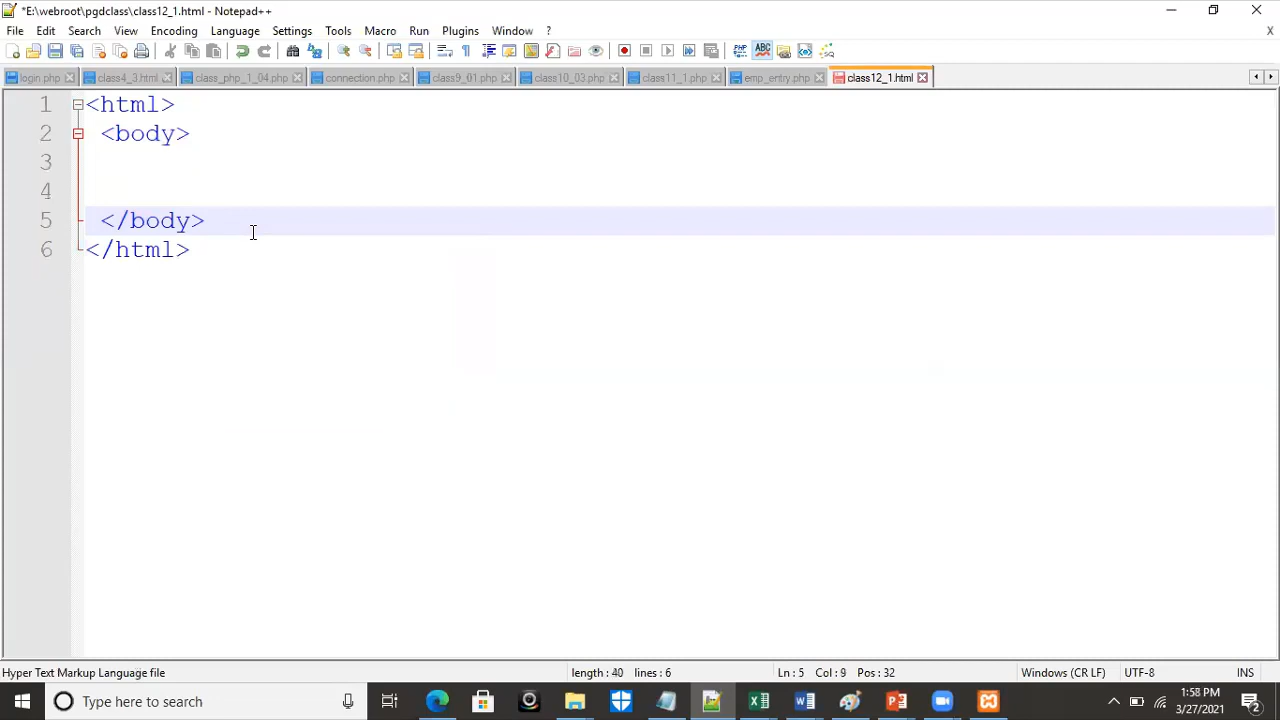 *E:\webroot\pgdclass\class12_1.html - Notepad++
File Edit Search View Encoding Language Settings Tools Macro Run Plugins Window ? X
login.php class4_3.html class_php_1_04.php connection.php class9_01.php class10_03.php class11_1.php emp_entry.php class12_1.html
1 <html>
2 <body>
3
4
5 </body>
6 </html>
Hyper Text Markup Language file length : 40 lines : 6 Ln : 5 Col : 9 Pos : 32 Windows (CR LF) UTF-8 INS
Type here to search
1:58 PM
3/27/2021
2